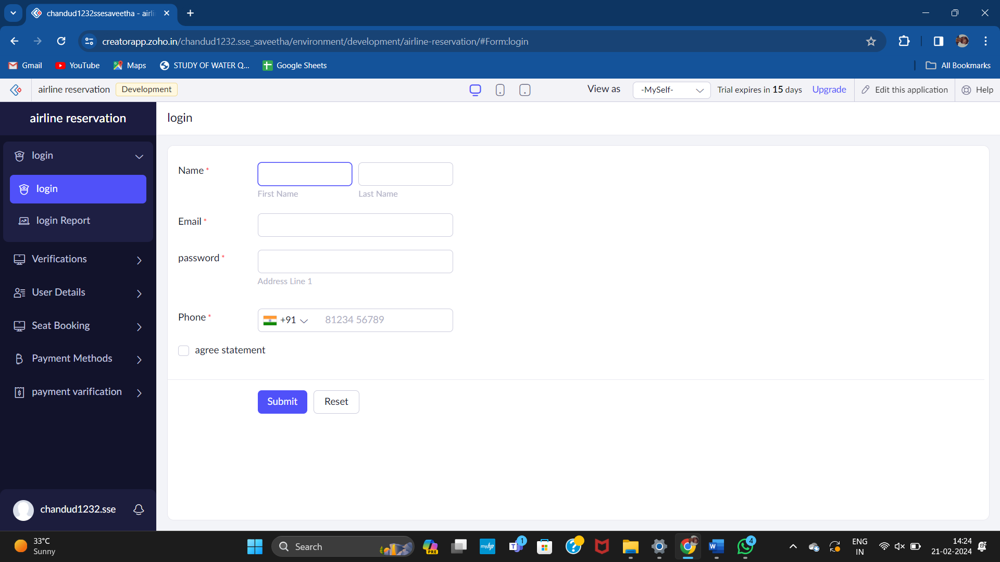 chandud1232ssesaveetha - airli
creatorapp.zoho.in/chandud1232.sse_saveetha/environment/development/airline-reservation/#Form:login
Gmail YouTube Maps STUDY OF WATER Q... Google Sheets All Bookmarks
airline reservation Development View as -MySelf- Trial expires in 15 days Upgrade Edit this application Help
airline reservation
login
login
login Report
Verifications
User Details
Seat Booking
Payment Methods
payment varification
chandud1232.sse
login
Name *
First Name Last Name
Email *
password *
Address Line 1
Phone * +91 81234 56789
agree statement
Submit Reset
33°C
Sunny
Search
PRE
myhp
T 1
W
4
ENG
IN
14:24
21-02-2024